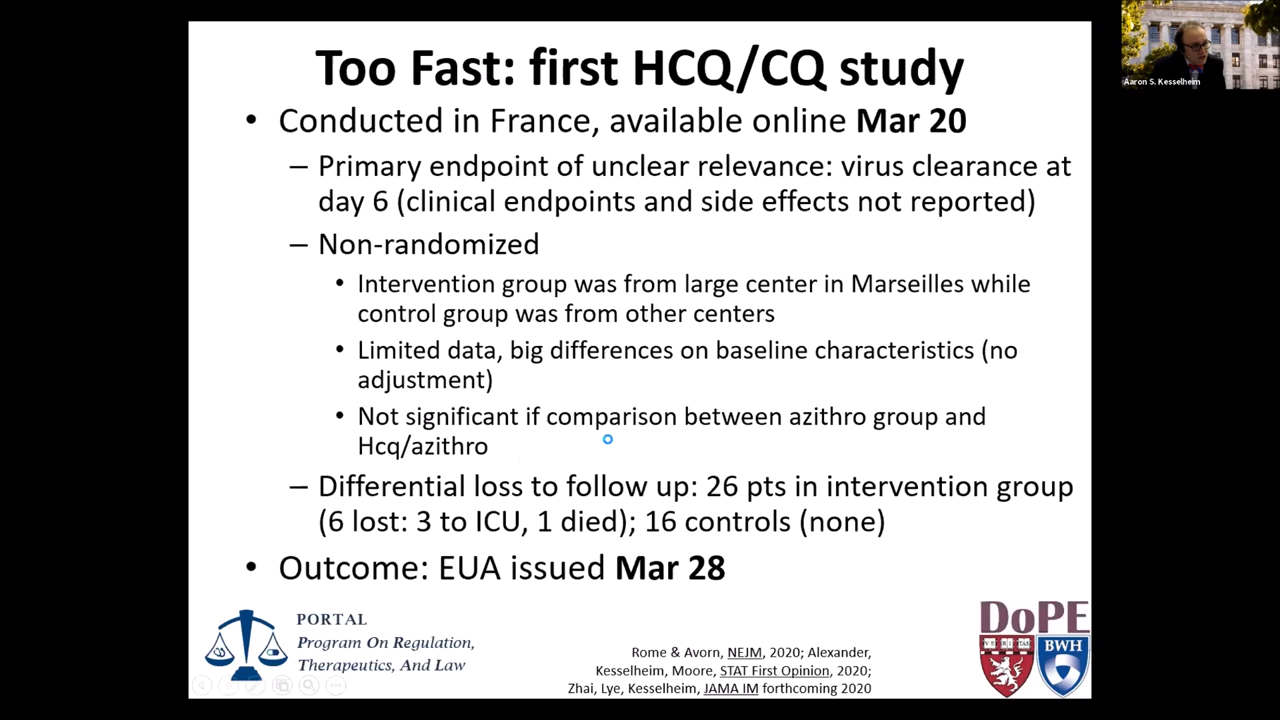 Too Fast: first HCQ/CQ study
Aaron S. Kesselheim
• Conducted in France, available online Mar 20
– Primary endpoint of unclear relevance: virus clearance at
day 6 (clinical endpoints and side effects not reported)
– Non-randomized
• Intervention group was from large center in Marseilles while
control group was from other centers
• Limited data, big differences on baseline characteristics (no
adjustment)
• Not significant if comparison between azithro group and
Hcq/azithro
– Differential loss to follow up: 26 pts in intervention group
(6 lost: 3 to ICU, 1 died); 16 controls (none)
• Outcome: EUA issued Mar 28
PORTAL
Program On Regulation,
Therapeutics, And Law
Rome & Avorn, NEJM, 2020; Alexander,
Kesselheim, Moore, STAT First Opinion, 2020;
Zhai, Lye, Kesselheim, JAMA IM forthcoming 2020
DoPE
BWH